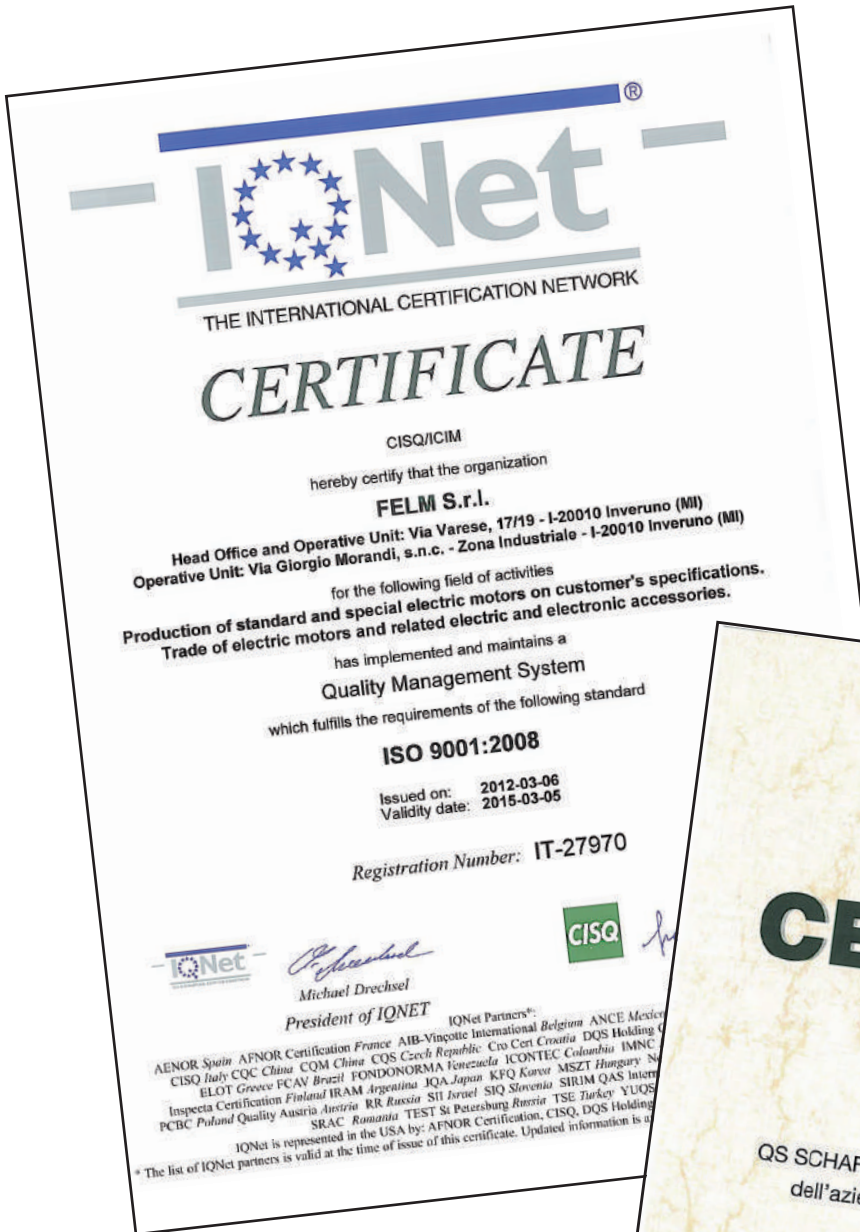 ®
IQNet
THE INTERNATIONAL CERTIFICATION NETWORK
CERTIFICATE
CISQ/ICIM
hereby certify that the organization
FELM S.r.l.
Head Office and Operative Unit: Via Varese, 17/19 - I-20010 Inveruno (MI)
Operative Unit: Via Giorgio Morandi, s.n.c. - Zona Industriale - I-20010 Inveruno (MI)
for the following field of activities
Production of standard and special electric motors on customer's specifications.
Trade of electric motors and related electric and electronic accessories.
has implemented and maintains a
Quality Management System
which fulfills the requirements of the following standard
ISO 9001:2008
Issued on: 2012-03-06
Validity date: 2015-03-05
Registration Number: IT-27970
IQNet
CISQ
Michael Drechsel
President of IQNET
IQNet Partners*:
AENOR Spain AFNOR Certification France AIB-Vinçotte International Belgium ANCE Mexico
CISQ Italy CQC China CQM China CQS Czech Republic Cro Cert Croatia DQS Holding
ELOT Greece FCAV Brazil FONDONORMA Venezuela ICONTEC Colombia IMNC
Inspecta Certification Finland IRAM Argentina JQA Japan KFQ Korea MSZT Hungary
PCBC Poland Quality Austria Austria RR Russia SII Israel SIQ Slovenia SIRIM QAS
SRAC Romania TEST St Petersburg Russia TSE Turkey YUQS
IQNet is represented in the USA by: AFNOR Certification, CISQ, DQS Holding
* The list of IQNet partners is valid at the time of issue of this certificate. Updated information is
CE
QS SCHAF
dell'azie